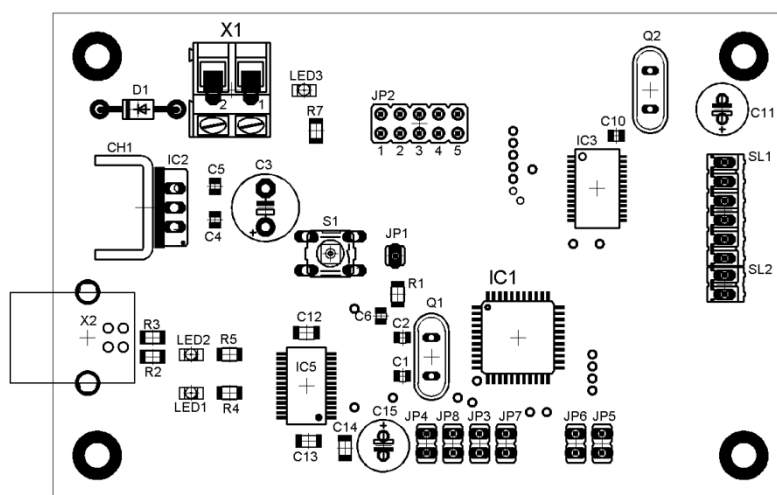 X1
Q2
LED3
D1
JP2
C11
2 1
R7
C10
IC3
1 2 3 4 5
CH1
IC2
C5
C3
SL1
C4
S1
JP1
SL2
IC1
R1
X2
Q1
R3
C12
C6
C2
LED2
R5
R2
IC5
C1
LED1
R4
C15
JP4
JP8
JP3
JP7
JP6
JP5
C14
C13